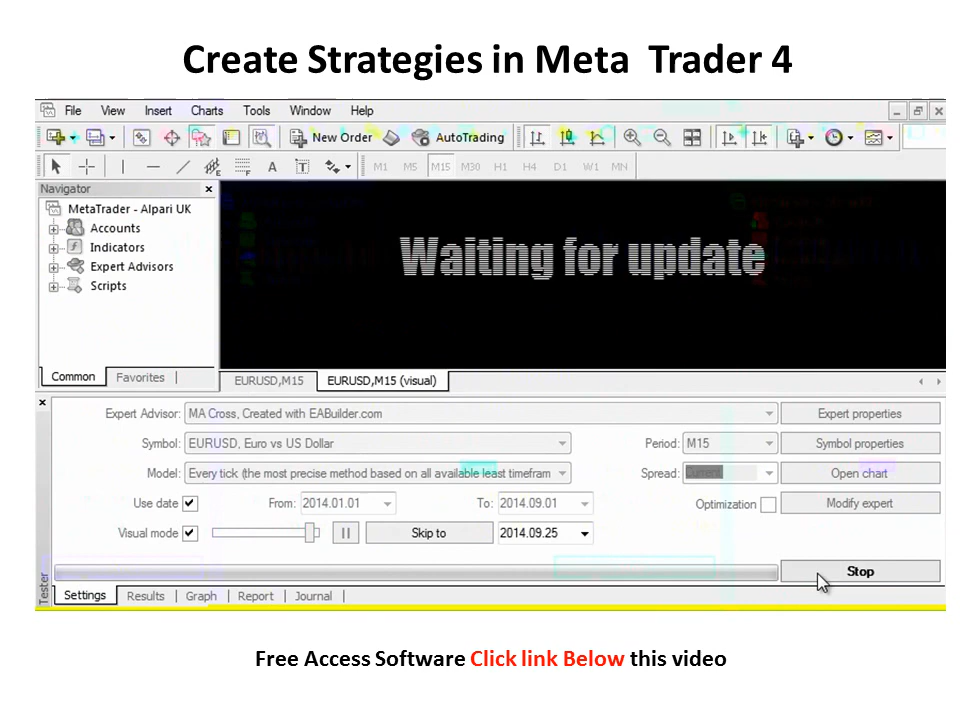 Create Strategies in Meta Trader 4
File View Insert Charts Tools Window Help
New Order AutoTrading
A T M1 M5 M15 M30 H1 H4 D1 W1 MN
Navigator
MetaTrader - Alpari UK
Accounts
Indicators
Expert Advisors
Scripts
Waiting for update
Common Favorites
EURUSD,M15 EURUSD,M15 (visual)
Expert Advisor: MA Cross, Created with EABuilder.com Expert properties
Symbol: EURUSD, Euro vs US Dollar Period: M15 Symbol properties
Model: Every tick (the most precise method based on all available least timefram Spread: Current Open chart
Use date From: 2014.01.01 To: 2014.09.01 Optimization Modify expert
Visual mode Skip to 2014.09.25
Stop
Tester
Settings Results Graph Report Journal
Free Access Software Click link Below this video